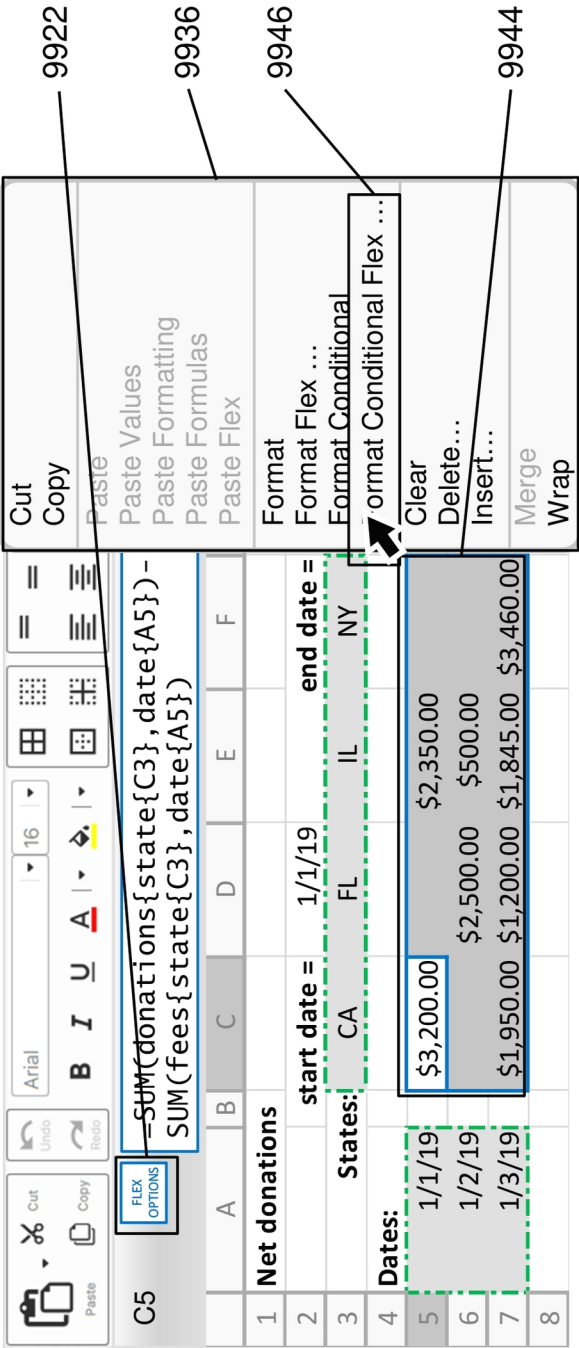 9922
9936
9946
9944
Paste
Cut
Copy
Undo
Redo
Arial
16
B I U A
C5
FLEX
OPTIONS
=SUM(donations{state{C3},date{A5})-
SUM(fees{state{C3},date{A5})
A B C D E F
1 Net donations
2 start date = 1/1/19 end date =
3 States: CA FL IL NY
4 Dates:
5 1/1/19 $3,200.00 $2,350.00
6 1/2/19 $2,500.00 $500.00
7 1/3/19 $1,950.00 $1,200.00 $1,845.00 $3,460.00
8
Cut
Copy
Paste
Paste Values
Paste Formatting
Paste Formulas
Paste Flex
Format
Format Flex ...
Format Conditional
Format Conditional Flex ...
Clear
Delete...
Insert...
Merge
Wrap